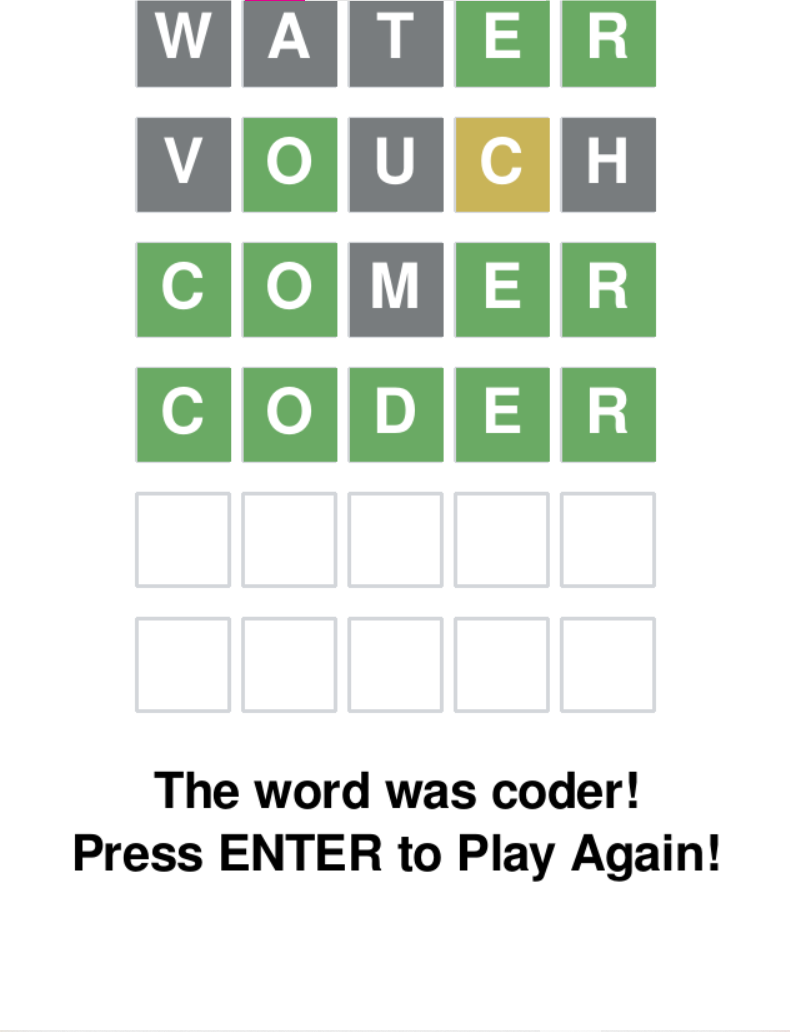 WATER
VOUCH
COMER
CODER
The word was coder!
Press ENTER to Play Again!